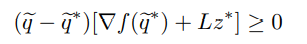 (q̃ − q̃*)[∇f(q̃*) + Lz*] ≥ 0